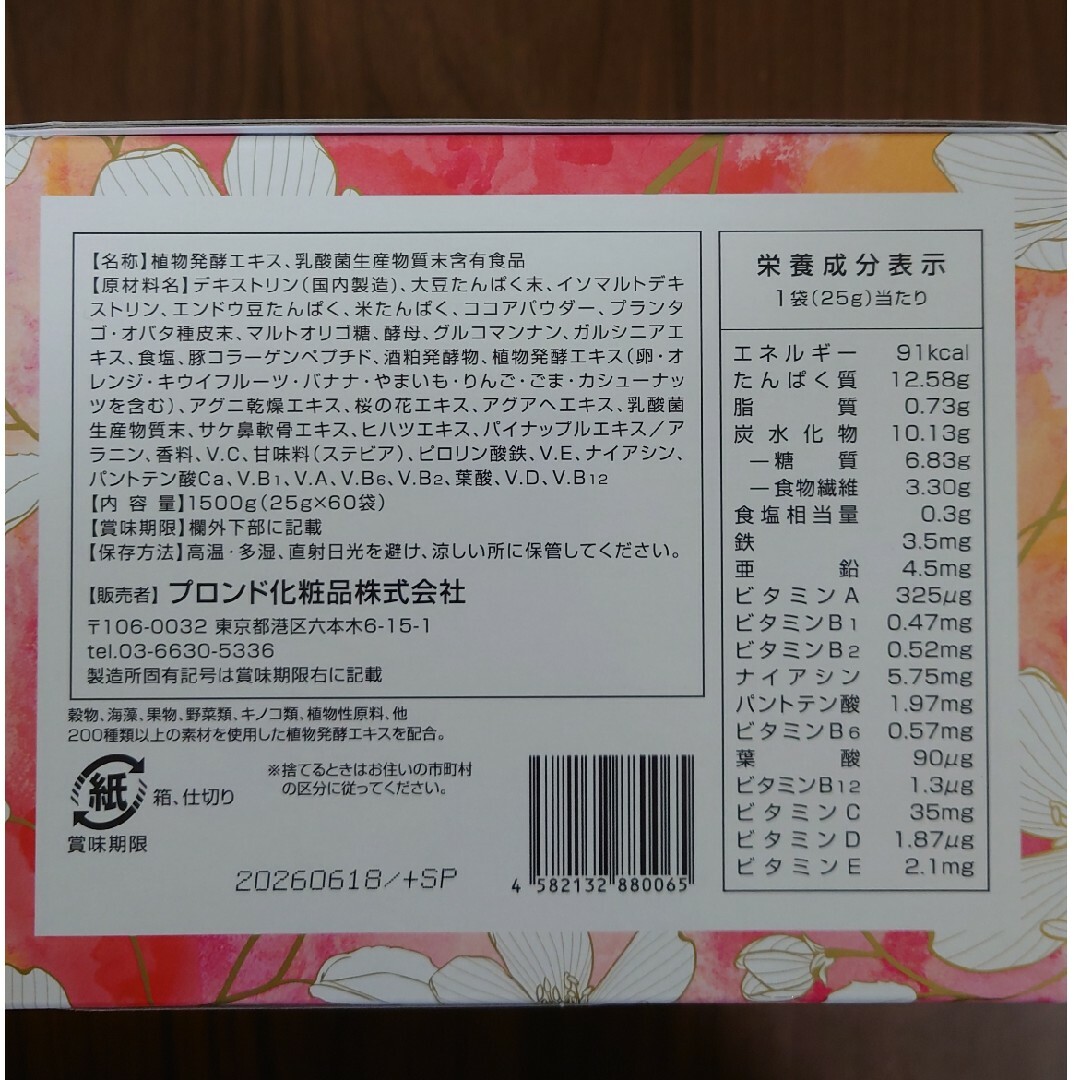 【名称】植物発酵エキス、乳酸菌生産物質末含有食品
【原材料名】デキストリン(国内製造)、大豆たんぱく末、イソマルトデキ
ストリン、エンドウ豆たんぱく、米たんぱく、ココアパウダー、プランタ
ゴ・オバタ種皮末、マルトオリゴ糖、酵母、グルコマンナン、ガルシニアエ
キス、食塩、豚コラーゲンペプチド、酒粕発酵物、植物発酵エキス(卵・オ
レンジ・キウイフルーツ・バナナ・やまいも・りんご・ごま・カシューナッ
ツを含む)、アグニ乾燥エキス、桜の花エキス、アグアヘエキス、乳酸菌
生産物質末、サケ鼻軟骨エキス、ヒハツエキス、パイナップルエキス/ア
ラニン、香料、V.C、甘味料(ステビア)、ピロリン酸鉄、V.E、ナイアシン、
パントテン酸Ca、V.B1、V.A、V.B6、V.B2、葉酸、V.D、V.B12
【内 容 量】1500g(25g×60袋)
【賞味期限】欄外下部に記載
【保存方法】高温・多湿、直射日光を避け、涼しい所に保管してください。
【販売者】プロンド化粧品株式会社
〒106-0032 東京都港区六本木6-15-1
tel.03-6630-5336
製造所固有記号は賞味期限右に記載
穀物、海藻、果物、野菜類、キノコ類、植物性原料、他
200種類以上の素材を使用した植物発酵エキスを配合。
紙 箱、仕切り
※捨てるときはお住いの市町村
の区分に従ってください。
賞味期限
20260618/+SP
4 582132 880065
栄養成分表示
1袋(25g)当たり
エネルギー 91kcal
たんぱく質 12.58g
脂質 0.73g
炭水化物 10.13g
―糖質 6.83g
―食物繊維 3.30g
食塩相当量 0.3g
鉄 3.5mg
亜鉛 4.5mg
ビタミンA 325μg
ビタミンB1 0.47mg
ビタミンB2 0.52mg
ナイアシン 5.75mg
パントテン酸 1.97mg
ビタミンB6 0.57mg
葉酸 90μg
ビタミンB12 1.3μg
ビタミンC 35mg
ビタミンD 1.87μg
ビタミンE 2.1mg